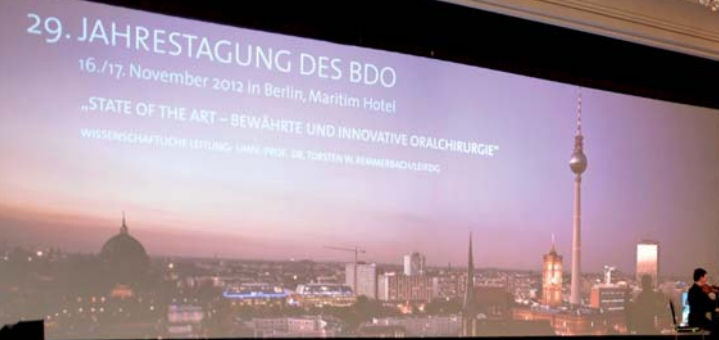 29. JAHRESTAGUNG DES BDO
16./17. November 2012 in Berlin, Maritim Hotel
„STATE OF THE ART – BEWÄHRTE UND INNOVATIVE ORALCHIRURGIE"
WISSENSCHAFTLICHE LEITUNG: UNIV.-PROF. DR. TORSTEN W. REMMERBACH/LEIPZIG